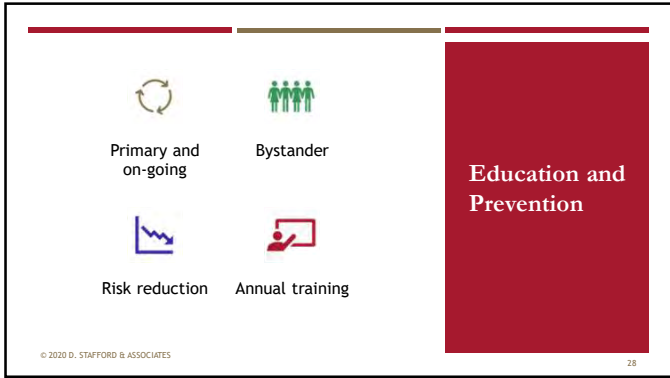 Primary and
on-going
Bystander
Risk reduction
Annual training
Education and
Prevention
© 2020 D. STAFFORD & ASSOCIATES
28